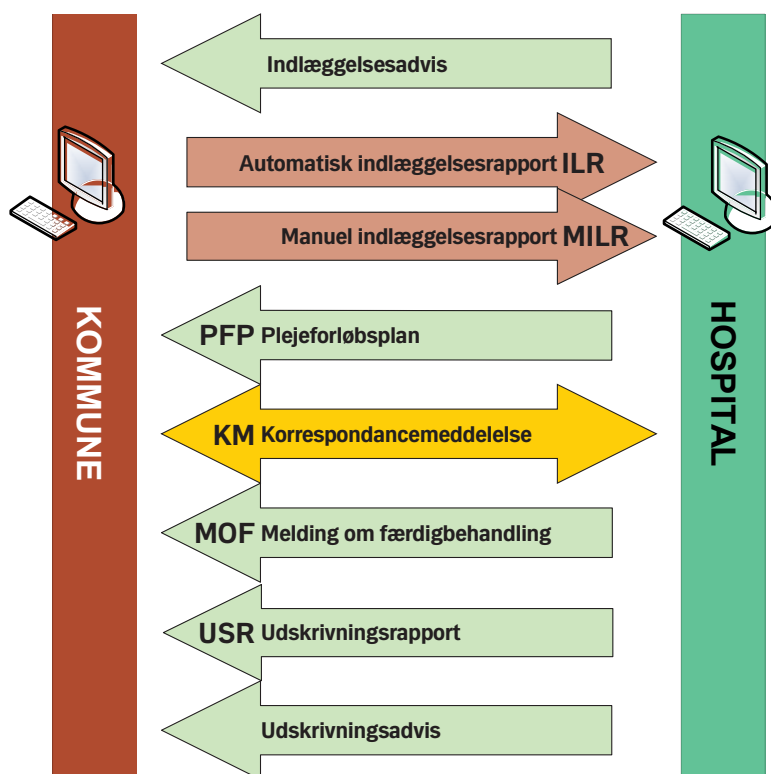 Indlæggelsesadvis
Automatisk indlæggelsesrapport ILR
Manuel indlæggelsesrapport MILR
KOMMUNE
HOSPITAL
PFP Plejeforløbsplan
KM Korrespondancemeddelelse
MOF Melding om færdigbehandling
USR Udskrivningsrapport
Udskrivningsadvis